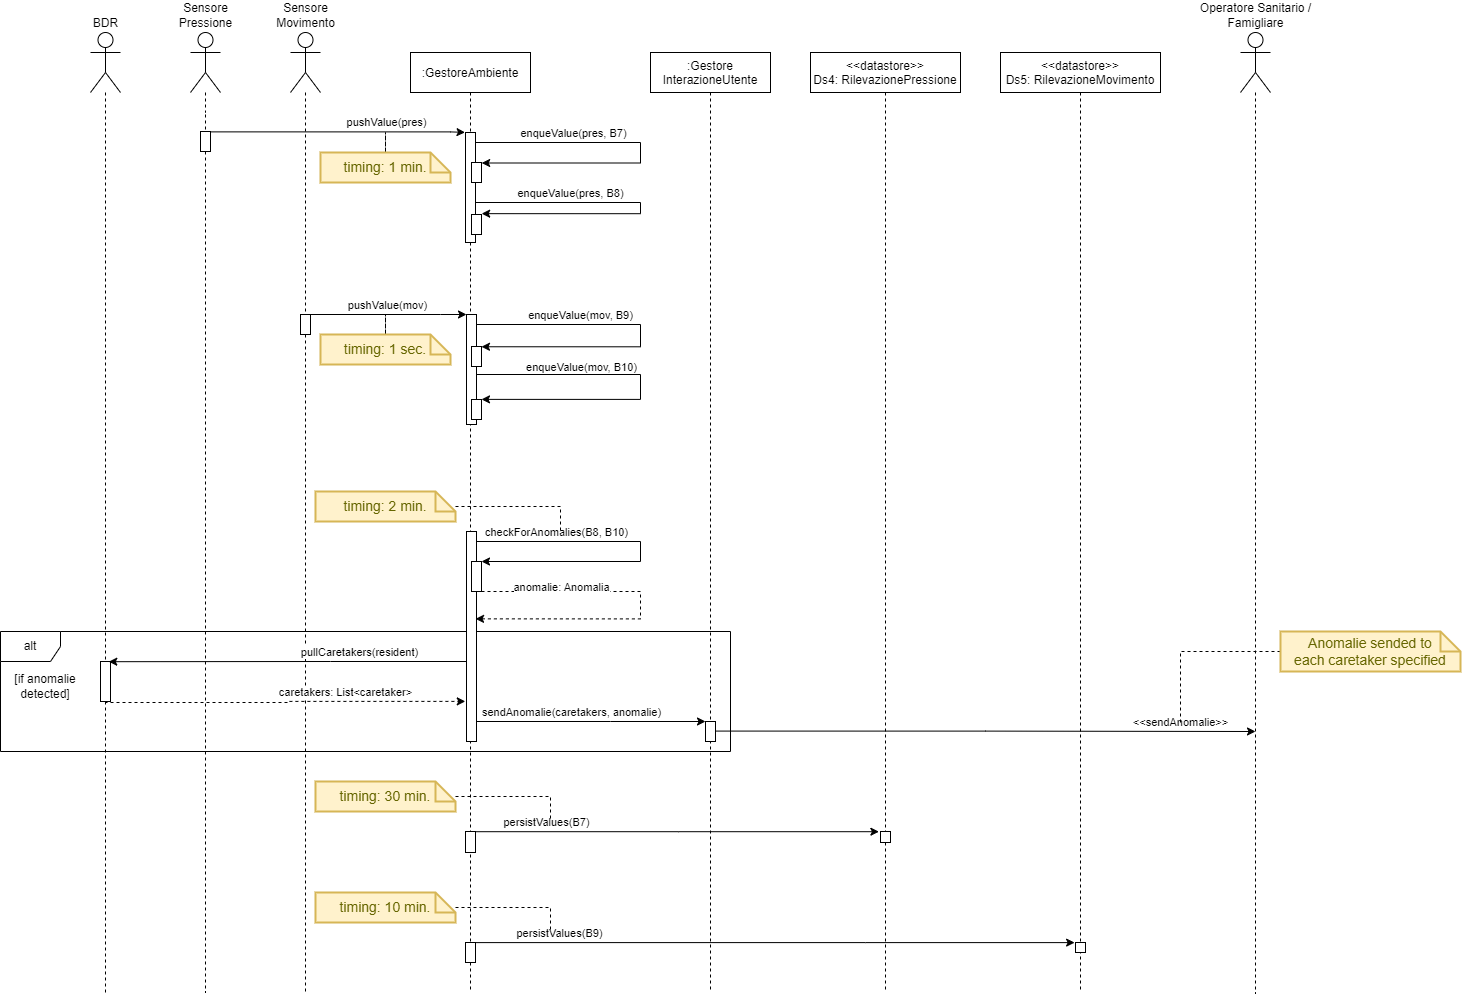 BDR
Sensore
Pressione
Sensore
Movimento
:GestoreAmbiente
:Gestore
InterazioneUtente
<<datastore>>
Ds4: RilevazionePressione
<<datastore>>
Ds5: RilevazioneMovimento
Operatore Sanitario /
Famigliare
pushValue(pres)
timing: 1 min.
enqueValue(pres, B7)
enqueValue(pres, B8)
pushValue(mov)
timing: 1 sec.
enqueValue(mov, B9)
enqueValue(mov, B10)
timing: 2 min.
checkForAnomalies(B8, B10)
anomalie: Anomalia
alt
[if anomalie
detected]
pullCaretakers(resident)
caretakers: List<caretaker>
sendAnomalie(caretakers, anomalie)
Anomalie sended to
each caretaker specified
<<sendAnomalie>>
timing: 30 min.
persistValues(B7)
timing: 10 min.
persistValues(B9)